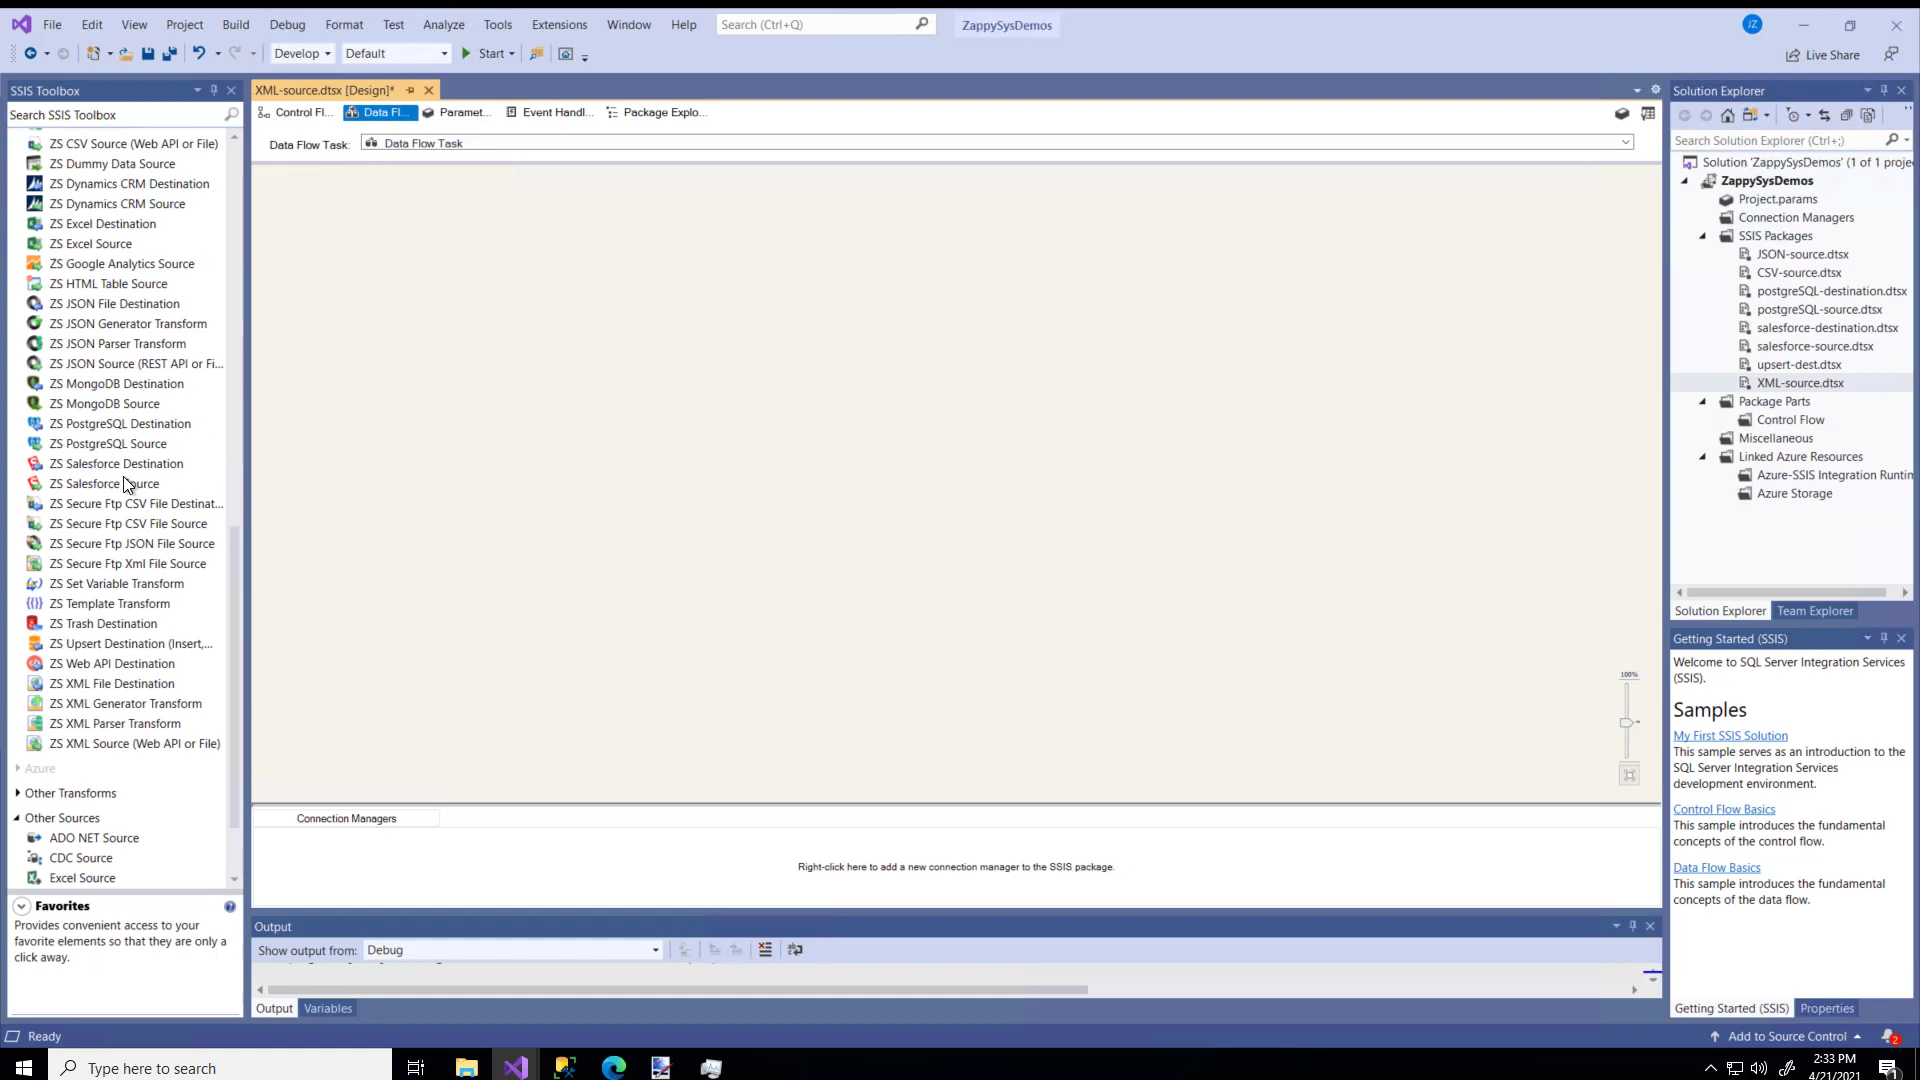 File Edit View Project Build Debug Format Test Analyze Tools Extensions Window Help Search (Ctrl+Q) ZappySysDemos JZ
Develop Default Start Live Share
SSIS Toolbox
Search SSIS Toolbox
ZS CSV Source (Web API or File)
ZS Dummy Data Source
ZS Dynamics CRM Destination
ZS Dynamics CRM Source
ZS Excel Destination
ZS Excel Source
ZS Google Analytics Source
ZS HTML Table Source
ZS JSON File Destination
ZS JSON Generator Transform
ZS JSON Parser Transform
ZS JSON Source (REST API or Fi...
ZS MongoDB Destination
ZS MongoDB Source
ZS PostgreSQL Destination
ZS PostgreSQL Source
ZS Salesforce Destination
ZS Salesforce Source
ZS Secure Ftp CSV File Destinat...
ZS Secure Ftp CSV File Source
ZS Secure Ftp JSON File Source
ZS Secure Ftp Xml File Source
ZS Set Variable Transform
ZS Template Transform
ZS Trash Destination
ZS Upsert Destination (Insert,...
ZS Web API Destination
ZS XML File Destination
ZS XML Generator Transform
ZS XML Parser Transform
ZS XML Source (Web API or File)
Azure
Other Transforms
Other Sources
ADO NET Source
CDC Source
Excel Source
Favorites
Provides convenient access to your
favorite elements so that they are only a
click away.
XML-source.dtsx [Design]*
Control Fl... Data Fl... Paramet... Event Handl... Package Explo...
Data Flow Task: Data Flow Task
100%
Connection Managers
Right-click here to add a new connection manager to the SSIS package.
Output
Show output from: Debug
Output Variables
Solution Explorer
Search Solution Explorer (Ctrl+;)
Solution 'ZappySysDemos' (1 of 1 proje
ZappySysDemos
Project.params
Connection Managers
SSIS Packages
JSON-source.dtsx
CSV-source.dtsx
postgreSQL-destination.dtsx
postgreSQL-source.dtsx
salesforce-destination.dtsx
salesforce-source.dtsx
upsert-dest.dtsx
XML-source.dtsx
Package Parts
Control Flow
Miscellaneous
Linked Azure Resources
Azure-SSIS Integration Runtin
Azure Storage
Solution Explorer Team Explorer
Getting Started (SSIS)
Welcome to SQL Server Integration Services
(SSIS).
Samples
My First SSIS Solution
This sample serves as an introduction to the
SQL Server Integration Services
development environment.
Control Flow Basics
This sample introduces the fundamental
concepts of the control flow.
Data Flow Basics
This sample introduces the fundamental
concepts of the data flow.
Getting Started (SSIS) Properties
Ready Add to Source Control 2
Type here to search
2:33 PM
4/21/2021
1